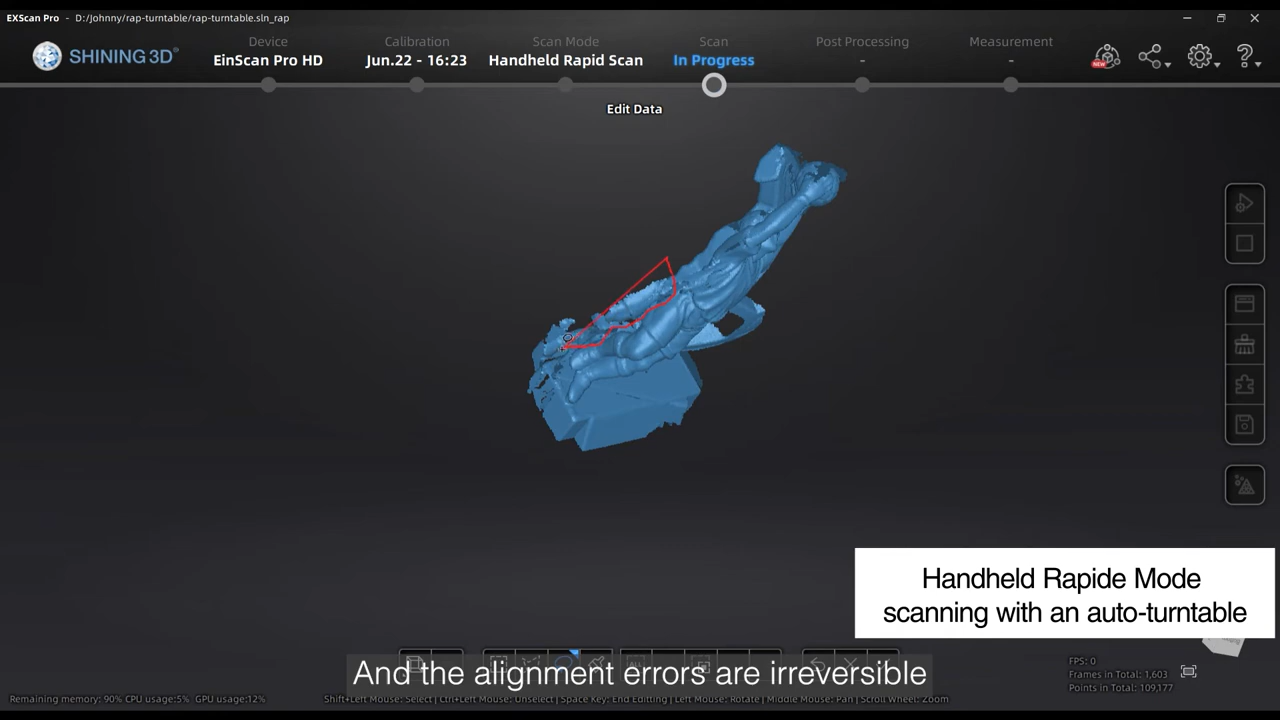 EXScan Pro - D:/Johnny/rap-turntable/rap-turntable.sln_rap
SHINING 3D®
Device
EinScan Pro HD
Calibration
Jun.22 - 16:23
Scan Mode
Handheld Rapid Scan
Scan
In Progress
Post Processing
-
Measurement
-
NEW
Edit Data
Handheld Rapide Mode
scanning with an auto-turntable
And the alignment errors are irreversible
FPS: 0
Frames in Total: 1,603
Points in Total: 109,177
Remaining memory: 90% CPU usage:5% GPU usage:12%
Shift+Left Mouse: Select | Ctrl+Left Mouse: Unselect | Space Key: End Editing | Left Mouse: Rotate | Middle Mouse: Pan | Scroll Wheel: Zoom